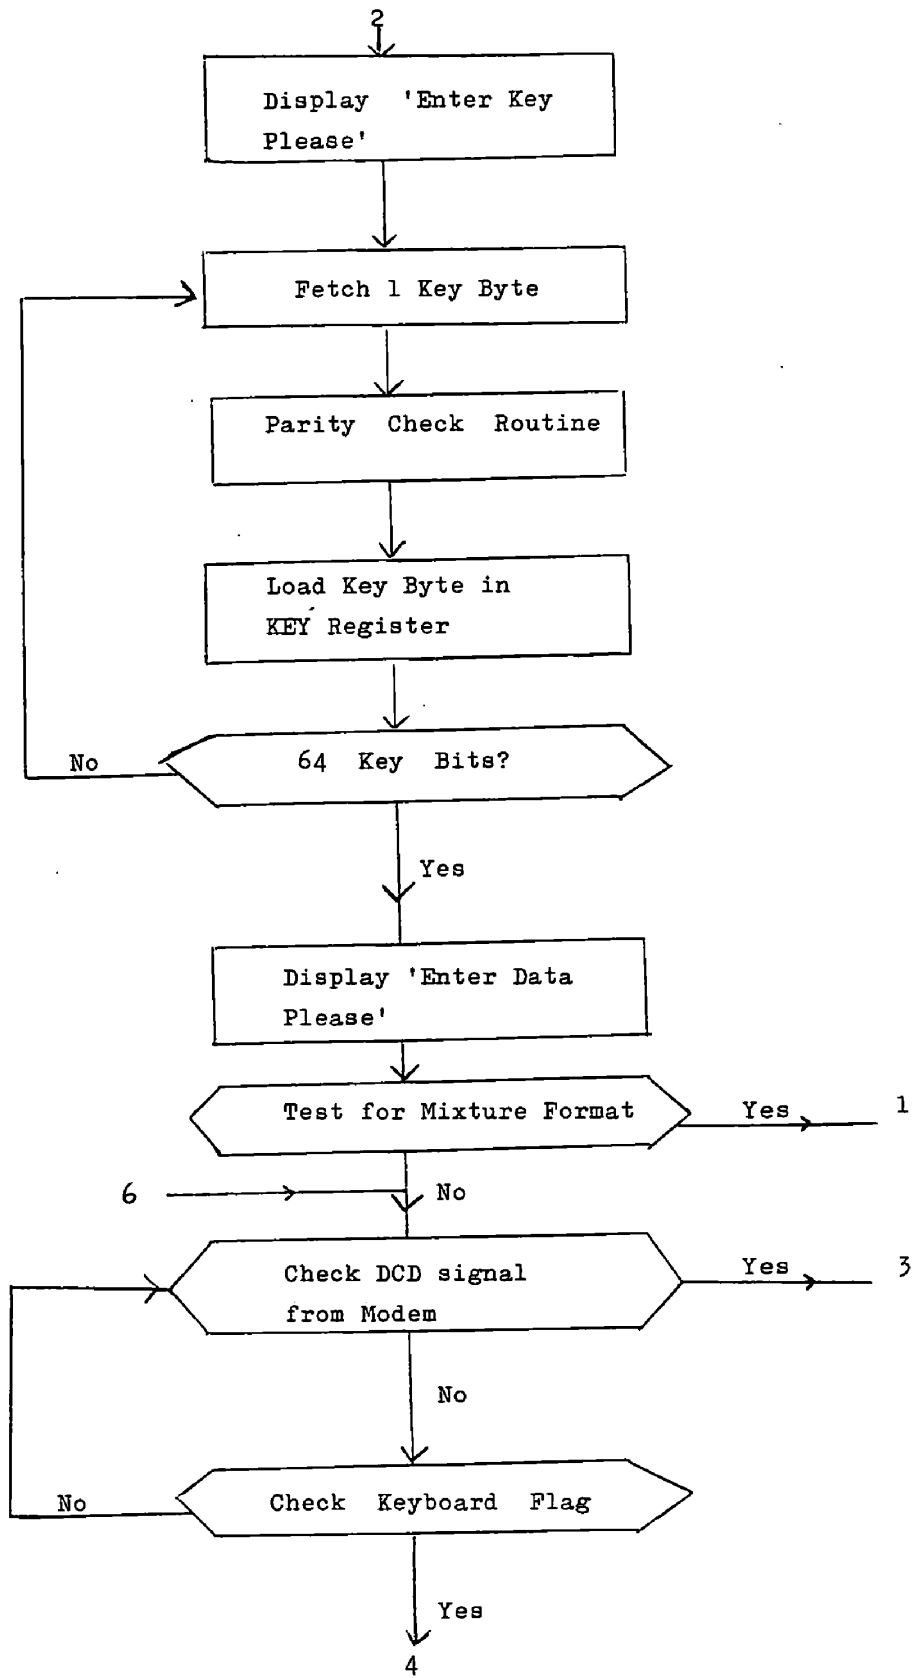 2
Display 'Enter Key
Please'
Fetch 1 Key Byte
Parity Check Routine
Load Key Byte in
KEY Register
64 Key Bits?
No
Yes
Display 'Enter Data
Please'
Test for Mixture Format
Yes
1
6
No
Check DCD signal
from Modem
Yes
3
No
Check Keyboard Flag
No
Yes
4